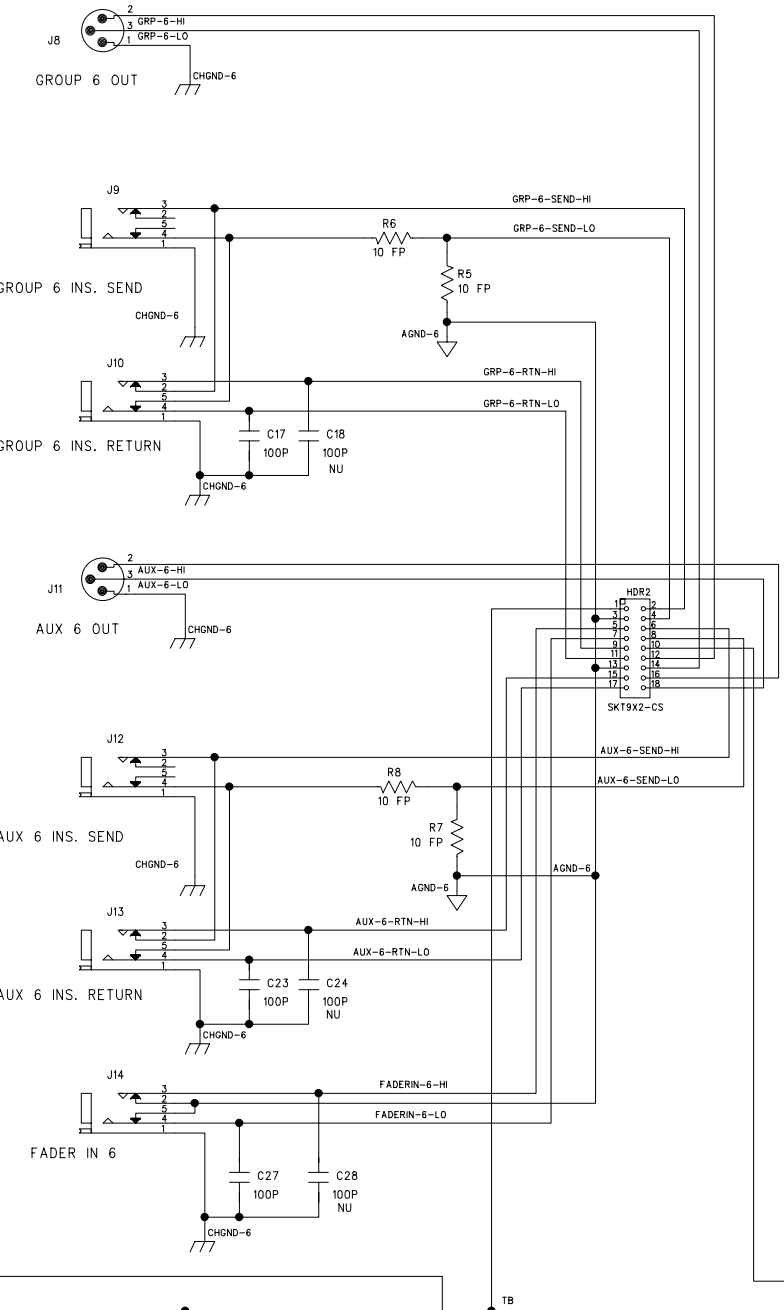 2
3 GRP-6-HI
1 GRP-6-LO
J8
GROUP 6 OUT
CHGND-6
J9
3
2
5
4
1
GRP-6-SEND-HI
GRP-6-SEND-LO
R6
10 FP
R5
10 FP
GROUP 6 INS. SEND
CHGND-6
AGND-6
J10
3
2
5
4
1
GRP-6-RTN-HI
GRP-6-RTN-LO
C17
100P
C18
100P
NU
GROUP 6 INS. RETURN
CHGND-6
2
3 AUX-6-HI
1 AUX-6-LO
J11
AUX 6 OUT
CHGND-6
HDR2
1 2
3 4
5 6
7 8
9 10
11 12
13 14
15 16
17 18
SKT9X2-CS
J12
3
2
5
4
1
AUX-6-SEND-HI
AUX-6-SEND-LO
R8
10 FP
R7
10 FP
AUX 6 INS. SEND
CHGND-6
AGND-6
AGND-6
J13
3
2
5
4
1
AUX-6-RTN-HI
AUX-6-RTN-LO
C23
100P
C24
100P
NU
AUX 6 INS. RETURN
CHGND-6
J14
3
2
5
4
1
FADERIN-6-HI
FADERIN-6-LO
FADER IN 6
C27
100P
C28
100P
NU
CHGND-6
TB